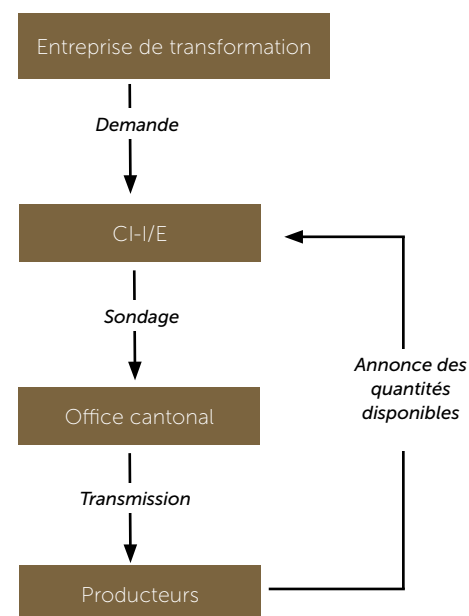 Entreprise de transformation
Demande
CI-I/E
Sondage
Annonce des
quantités
disponibles
Office cantonal
Transmission
Producteurs